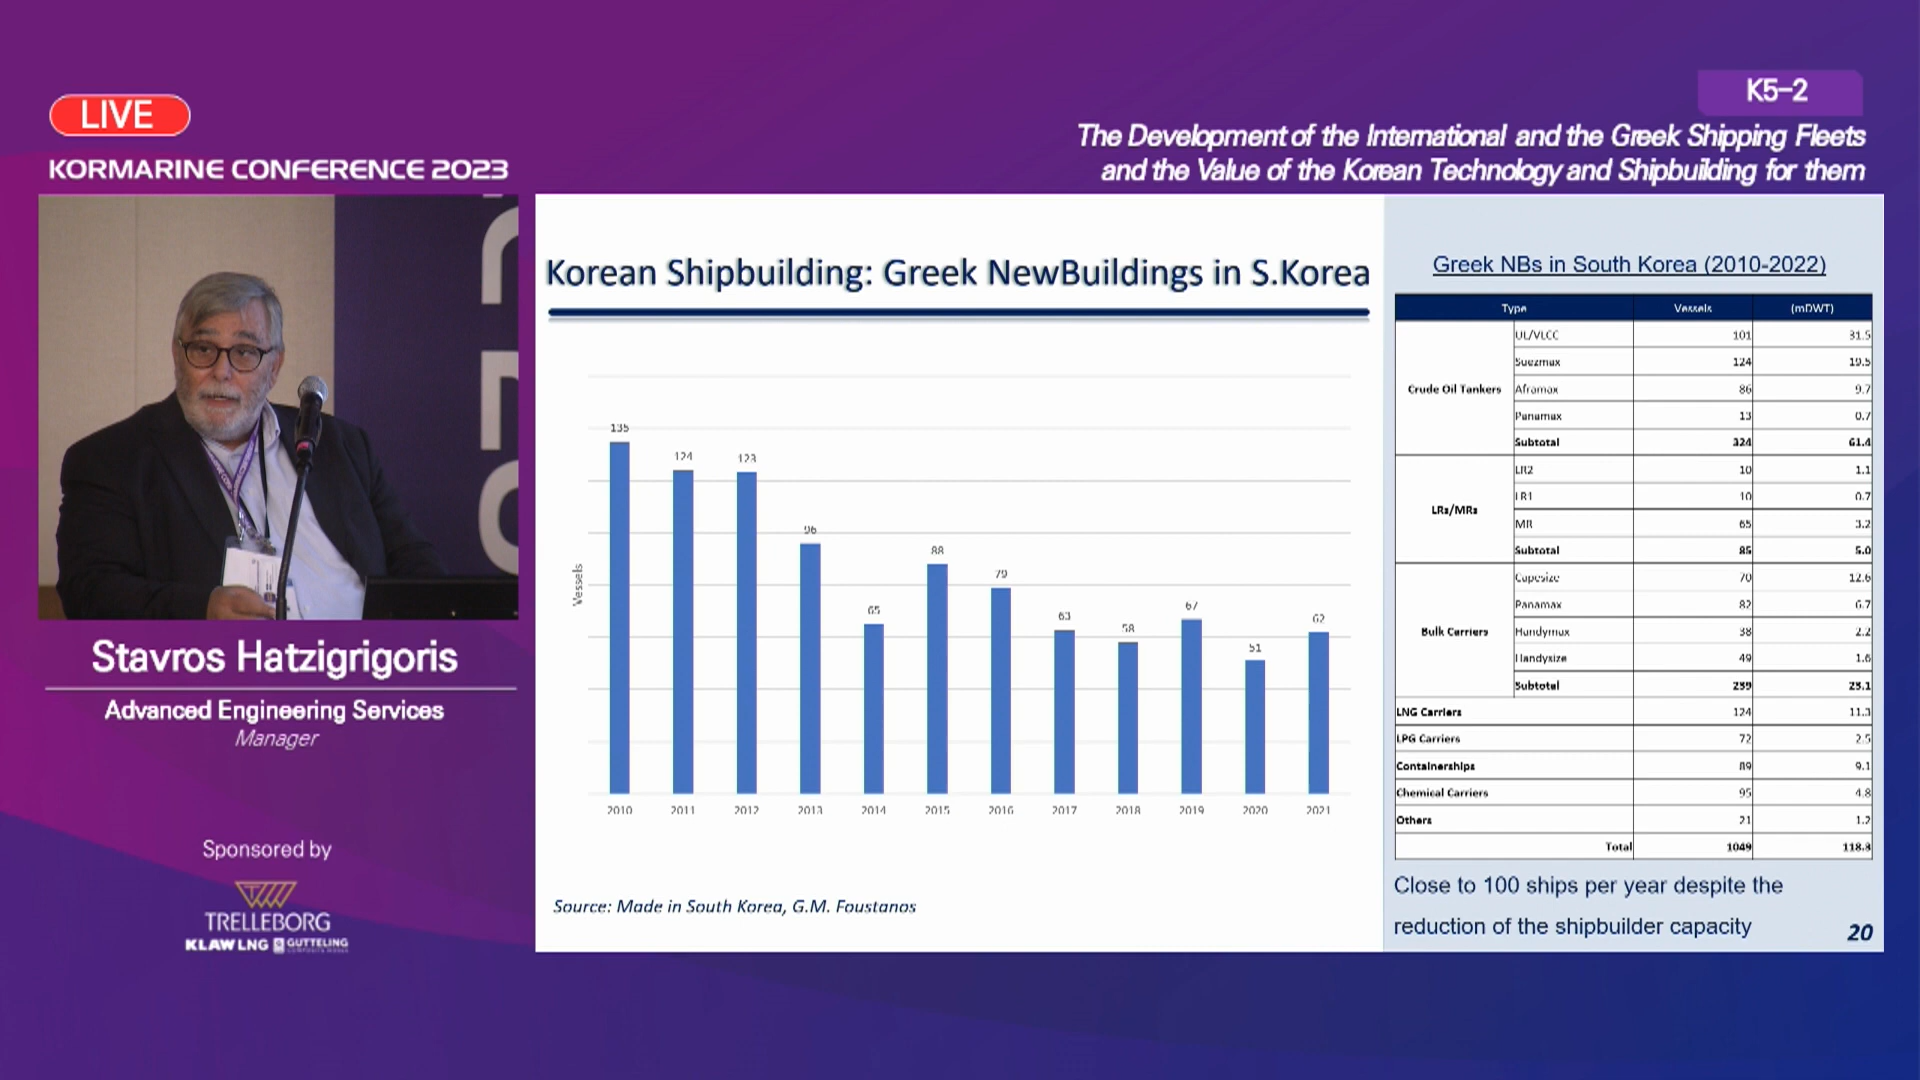 LIVE
KORMARINE CONFERENCE 2023
K5-2
The Development of the International and the Greek Shipping Fleets
and the Value of the Korean Technology and Shipbuilding for them
Stavros Hatzigrigoris
Advanced Engineering Services
Manager
Sponsored by
TRELLEBORG
KLAW LNG GUTTELING
Korean Shipbuilding: Greek NewBuildings in S.Korea
Vessels
135 124 123 96 65 88 79 63 58 67 51 62
2010 2011 2012 2013 2014 2015 2016 2017 2018 2019 2020 2021
Source: Made in South Korea, G.M. Foustanos
Greek NBs in South Korea (2010-2022)
Type Vessels (mDWT)
Crude Oil Tankers
UL/VLCC 101 31.5
Suezmax 124 19.5
Aframax 86 9.7
Panamax 13 0.7
Subtotal 324 61.4
LRs/MRs
LR2 10 1.1
LR1 10 0.7
MR 65 3.2
Subtotal 85 5.0
Bulk Carriers
Capesize 70 12.6
Panamax 82 6.7
Handymax 38 2.2
Handysize 49 1.6
Subtotal 239 23.1
LNG Carriers 124 11.3
LPG Carriers 72 2.5
Containerships 89 9.1
Chemical Carriers 95 4.8
Others 21 1.2
Total 1049 118.3
Close to 100 ships per year despite the
reduction of the shipbuilder capacity
20